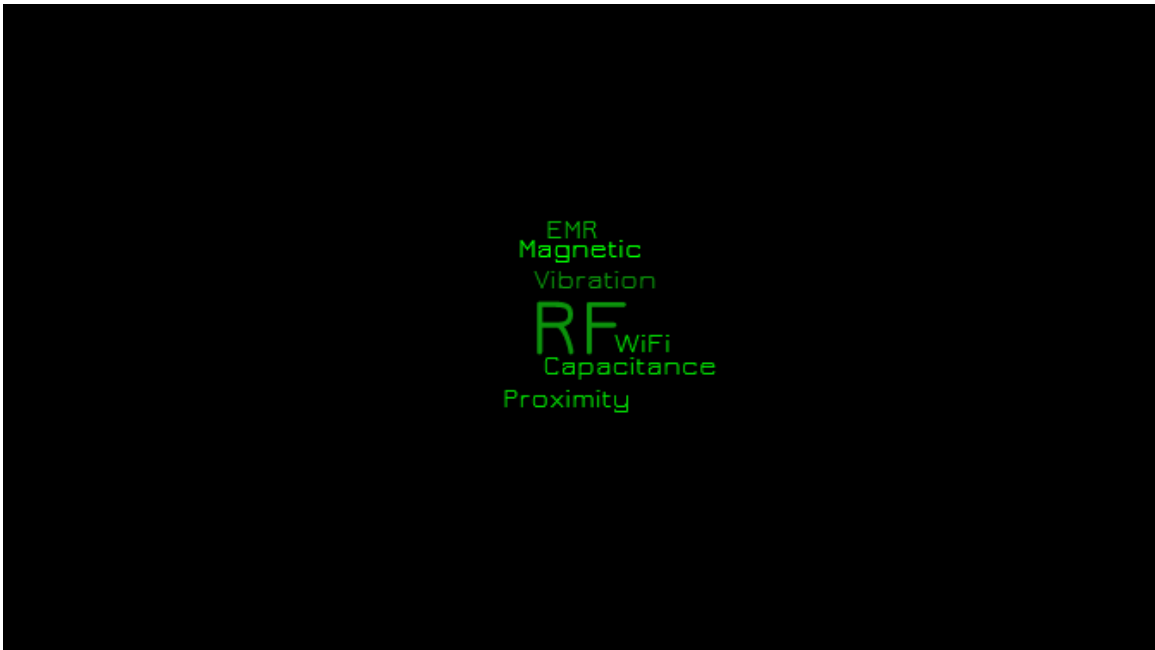 EMR
Magnetic
Vibration
RF
WiFi
Capacitance
Proximity